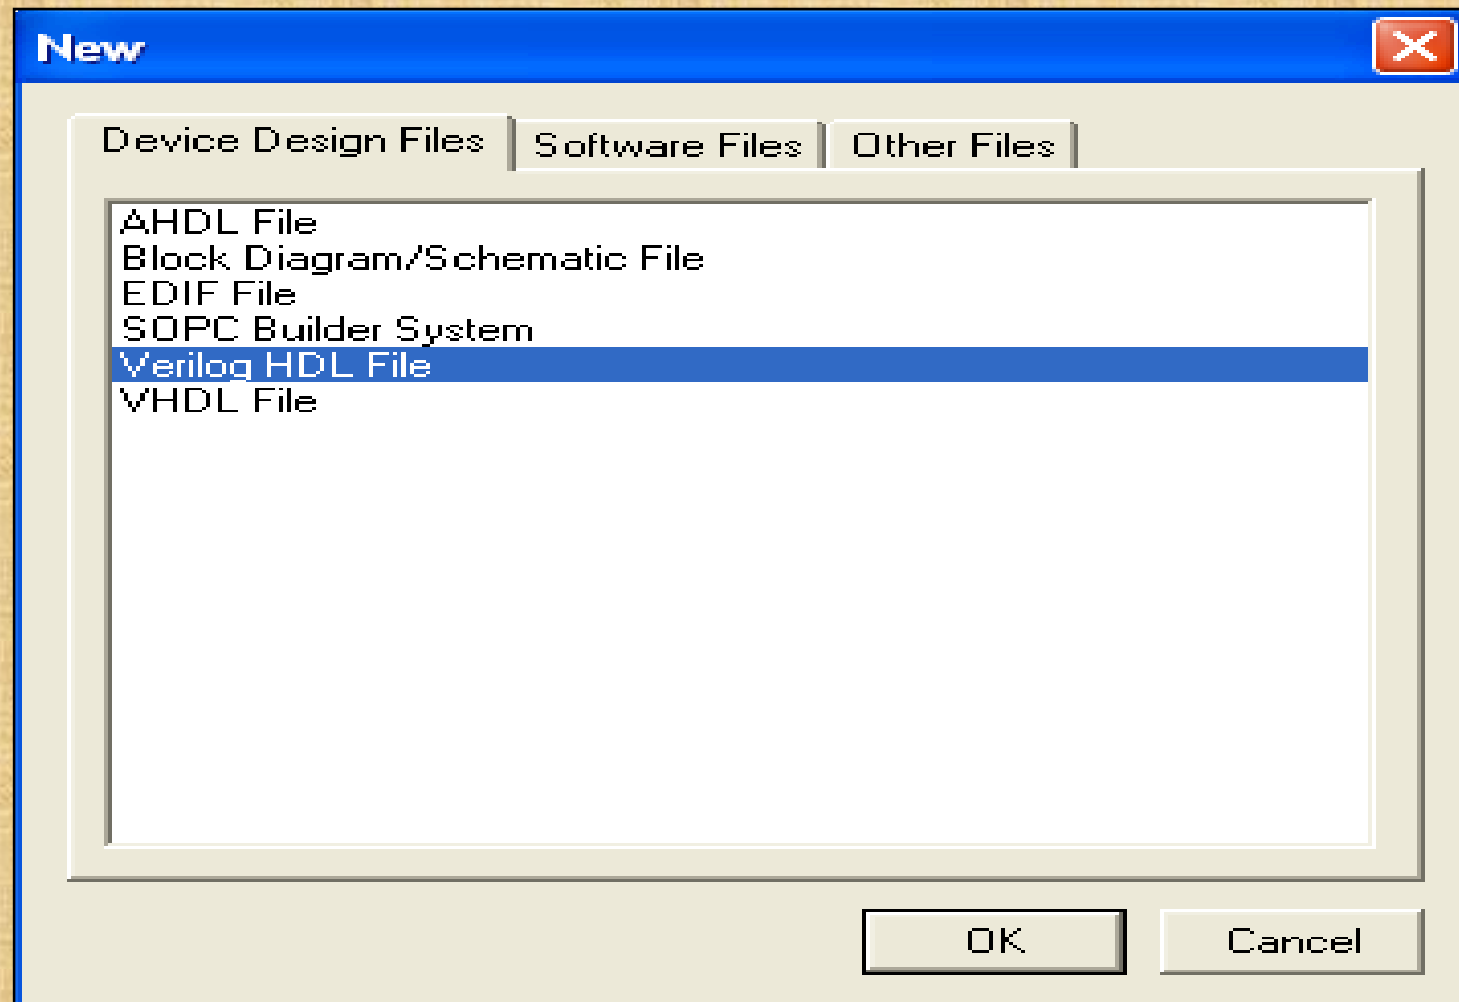 New
Device Design Files Software Files Other Files
AHDL File
Block Diagram/Schematic File
EDIF File
SOPC Builder System
Verilog HDL File
VHDL File
OK Cancel